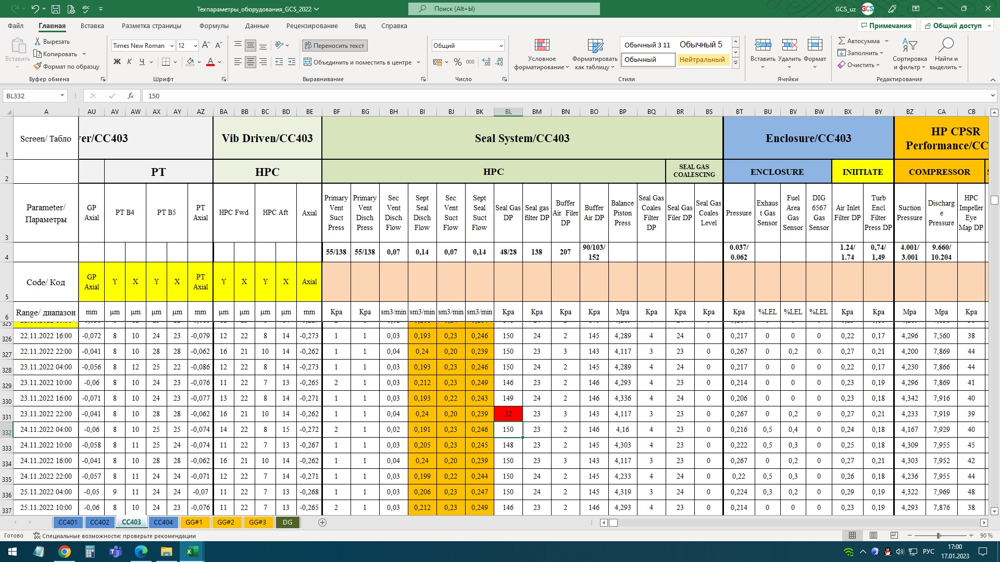 Техпараметры_оборудования_GCS_2022
Поиск (Alt+Ы)
GCS_uz
Файл Главная Вставка Разметка страницы Формулы Данные Рецензирование Вид Справка
Примечания Общий доступ
Вставить
Вырезать
Копировать
Формат по образцу
Буфер обмена
Times New Roman 12
Ж К Ч
Шрифт
Переносить текст
Объединить и поместить в центре
Выравнивание
Общий
% 000
Число
Условное форматирование
Форматировать как таблицу
Обычный 3 11 Обычный 5
Обычный Нейтральный
Стили
Вставить Удалить Формат
Ячейки
Автосумма
Заполнить
Очистить
Сортировка и фильтр
Найти и выделить
Редактирование
BL332 fx 150
A AU AV AW AX AY AZ BA BB BC BD BE BF BG BH BI BJ BK BL BM BN BO BP BQ BR BS BT BU BV BW BX BY BZ CA CB
1 Screen/ Табло er/CC403 Vib Driven/CC403 Seal System/CC403 Enclosure/CC403 HP CPSR Performance/CC
2 PT HPC HPC SEAL GAS COALESCING ENCLOSURE INIITIATE COMPRESSOR
3 Parameter/ Параметры GP Axial PT B4 PT B5 PT Axial HPC Fwd HPC Aft Axial Primary Vent Suct Press Primary Vent Disch Press Sec Vent Disch Flow Sept Seal Disch Flow Sec Vent Suct Flow Sept Seal Suct Flow Seal Gas DP Seal gas filter DP Buffer Air Filer DP Buffer Air DP Balance Piston Press Seal Gas Coales Filter DP Seal Gas Filer DP Seal Gas Coales Level Pressure Exhaust Gas Sensor Fuel Area Gas Sensor DIG 6567 Gas Sensor Air Inlet Filter DP Turb Encl Filter Press DP Suction Pressure Discharge Pressure HPC Impeller Eye Map DP
4 55/138 55/138 0,07 0,14 0,07 0,14 48/28 138 207 90/103/152 0.037/0.062 1.24/1.74 0,74/1,49 4.001/3.001 9.660/10.204
5 Code/ Код GP Axial Y X Y X PT Axial Y X Y X Axial
6 Range/ диапазон mm µm µm µm µm mm µm µm µm µm mm Kpa Kpa sm3/min sm3/min sm3/min sm3/min Kpa Kpa Kpa Kpa Mpa Kpa Kpa Kpa Kpa %LEL %LEL %LEL Kpa Kpa Mpa Mpa Kpa
325
326 22.11.2022 16:00 -0,072 8 10 24 23 -0,079 12 22 8 14 -0,273 1 1 0,03 0,193 0,23 0,246 150 24 2 145 4,289 4 24 0 0,217 0 0 0 0,22 0,17 4,296 7,560 38
327 22.11.2022 22:00 -0,041 8 10 28 28 -0,062 16 21 10 14 -0,262 1 1 0,04 0,24 0,20 0,239 150 23 3 143 4,117 3 23 0 0,267 0 0,2 0 0,27 0,21 4,200 7,869 44
328 23.11.2022 04:00 -0,056 8 12 25 22 -0,086 12 22 8 14 -0,273 1 1 0,03 0,193 0,23 0,246 150 24 2 145 4,289 4 24 0 0,217 0 0 0 0,22 0,17 4,230 7,866 44
329 23.11.2022 10:00 -0,06 8 10 24 23 -0,076 11 22 7 13 -0,265 2 1 0,03 0,212 0,23 0,249 146 23 2 146 4,293 4 23 0 0,214 0 0 0 0,23 0,19 4,296 7,869 41
330 23.11.2022 16:00 -0,071 8 10 24 23 -0,077 13 22 8 14 -0,271 1 1 0,03 0,193 0,22 0,243 149 24 2 146 4,336 4 24 0 0,206 0 0 0 0,23 0,18 4,342 7,916 40
331 23.11.2022 22:00 -0,041 8 10 28 28 -0,062 16 21 10 14 -0,262 1 1 0,04 0,24 0,20 0,239 32 23 3 143 4,117 3 23 0 0,267 0 0,2 0 0,27 0,21 4,233 7,919 39
332 24.11.2022 04:00 -0,06 8 10 25 25 -0,074 14 22 8 15 -0,272 2 1 0,02 0,191 0,23 0,246 150 23 2 146 4,16 4 23 0 0,216 0,5 0,4 0 0,24 0,18 4,167 7,929 40
333 24.11.2022 10:00 -0,058 8 11 25 24 -0,074 11 22 7 13 -0,267 1 1 0,03 0,205 0,23 0,245 148 23 2 145 4,303 4 23 0 0,222 0,5 0,3 0 0,25 0,18 4,309 7,955 45
334 24.11.2022 16:00 -0,041 8 10 28 28 -0,062 16 21 10 14 -0,262 1 1 0,04 0,24 0,20 0,239 150 23 3 143 4,117 3 23 0 0,267 0 0,2 0 0,27 0,21 4,303 7,952 42
335 24.11.2022 22:00 -0,057 8 11 24 24 -0,071 12 22 7 14 -0,271 1 1 0,03 0,199 0,22 0,244 150 24 2 145 4,233 4 24 0 0,22 0,5 0,3 0 0,26 0,18 4,236 7,955 44
336 25.11.2022 04:00 -0,05 9 11 24 24 -0,07 11 22 7 13 -0,268 1 1 0,03 0,206 0,23 0,247 150 24 2 145 4,319 3 24 0 0,224 0,3 0,2 0 0,29 0,19 4,322 7,969 48
337 25.11.2022 10:00 -0,06 8 10 24 23 -0,076 11 22 7 13 -0,265 2 1 0,03 0,212 0,23 0,249 146 23 2 146 4,293 4 23 0 0,214 0 0 0 0,23 0,19 4,293 7,876 38
CC401 CC402 CC403 CC404 GG#1 GG#2 GG#3 DG
Готово Специальные возможности: проверьте рекомендации 90 %
РУС 17:00
17.01.2023